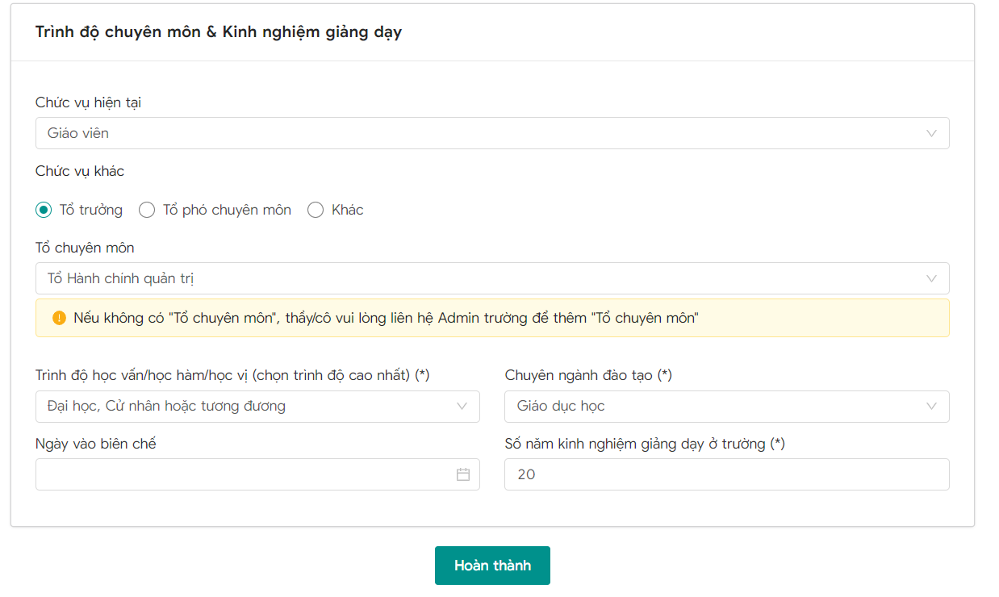 Trình độ chuyên môn & Kinh nghiệm giảng dạy
Chức vụ hiện tại
Giáo viên
Chức vụ khác
Tổ trưởng Tổ phó chuyên môn Khác
Tổ chuyên môn
Tổ Hành chính quản trị
Nếu không có "Tổ chuyên môn", thầy/cô vui lòng liên hệ Admin trường để thêm "Tổ chuyên môn"
Trình độ học vấn/học hàm/học vị (chọn trình độ cao nhất) (*) Chuyên ngành đào tạo (*)
Đại học, Cử nhân hoặc tương đương Giáo dục học
Ngày vào biên chế Số năm kinh nghiệm giảng dạy ở trường (*)
20
Hoàn thành